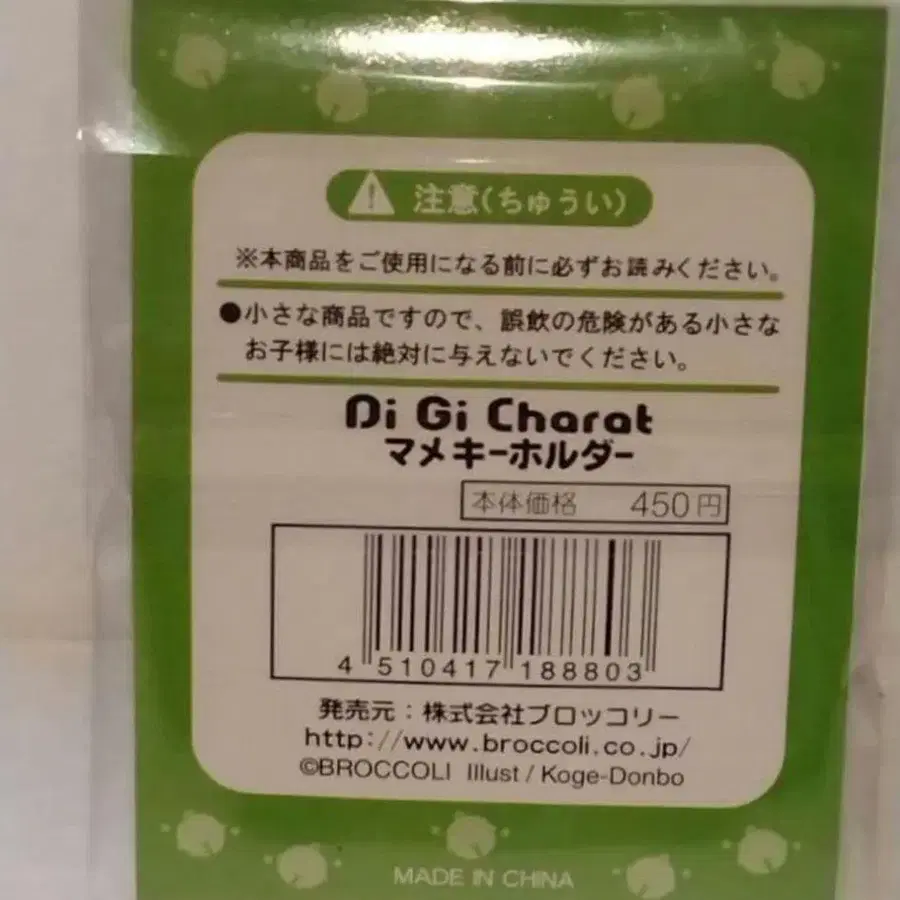 注意(ちゅうい)
※本商品をご使用になる前に必ずお読みください。
●小さな商品ですので、誤飲の危険がある小さな
お子様には絶対に与えないでください。
Di Gi Charat
マメキーホルダー
本体価格 450円
4 510417 188803
発売元：株式会社ブロッコリー
http://www.broccoli.co.jp/
©BROCCOLI Illust / Koge-Donbo
MADE IN CHINA